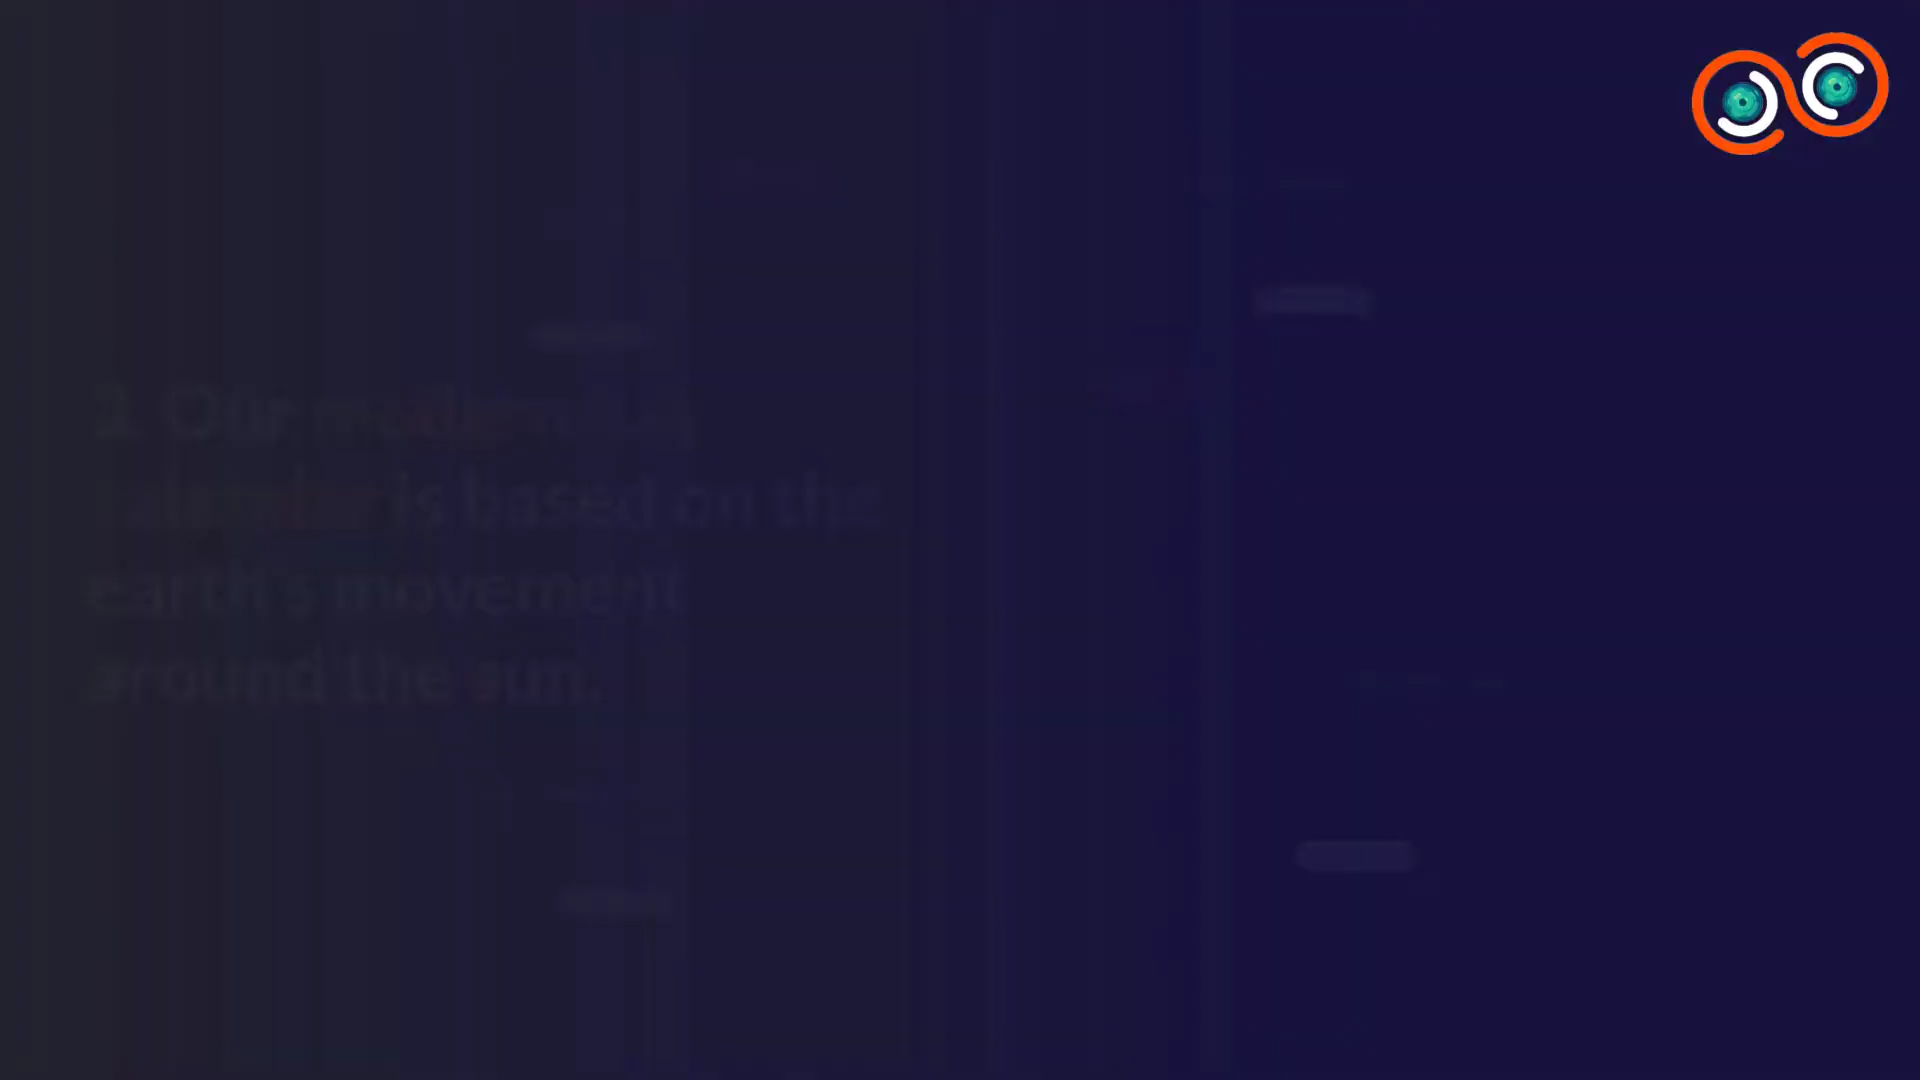 2. Our modern day
calendar is based on the
earth's movement
around the sun.